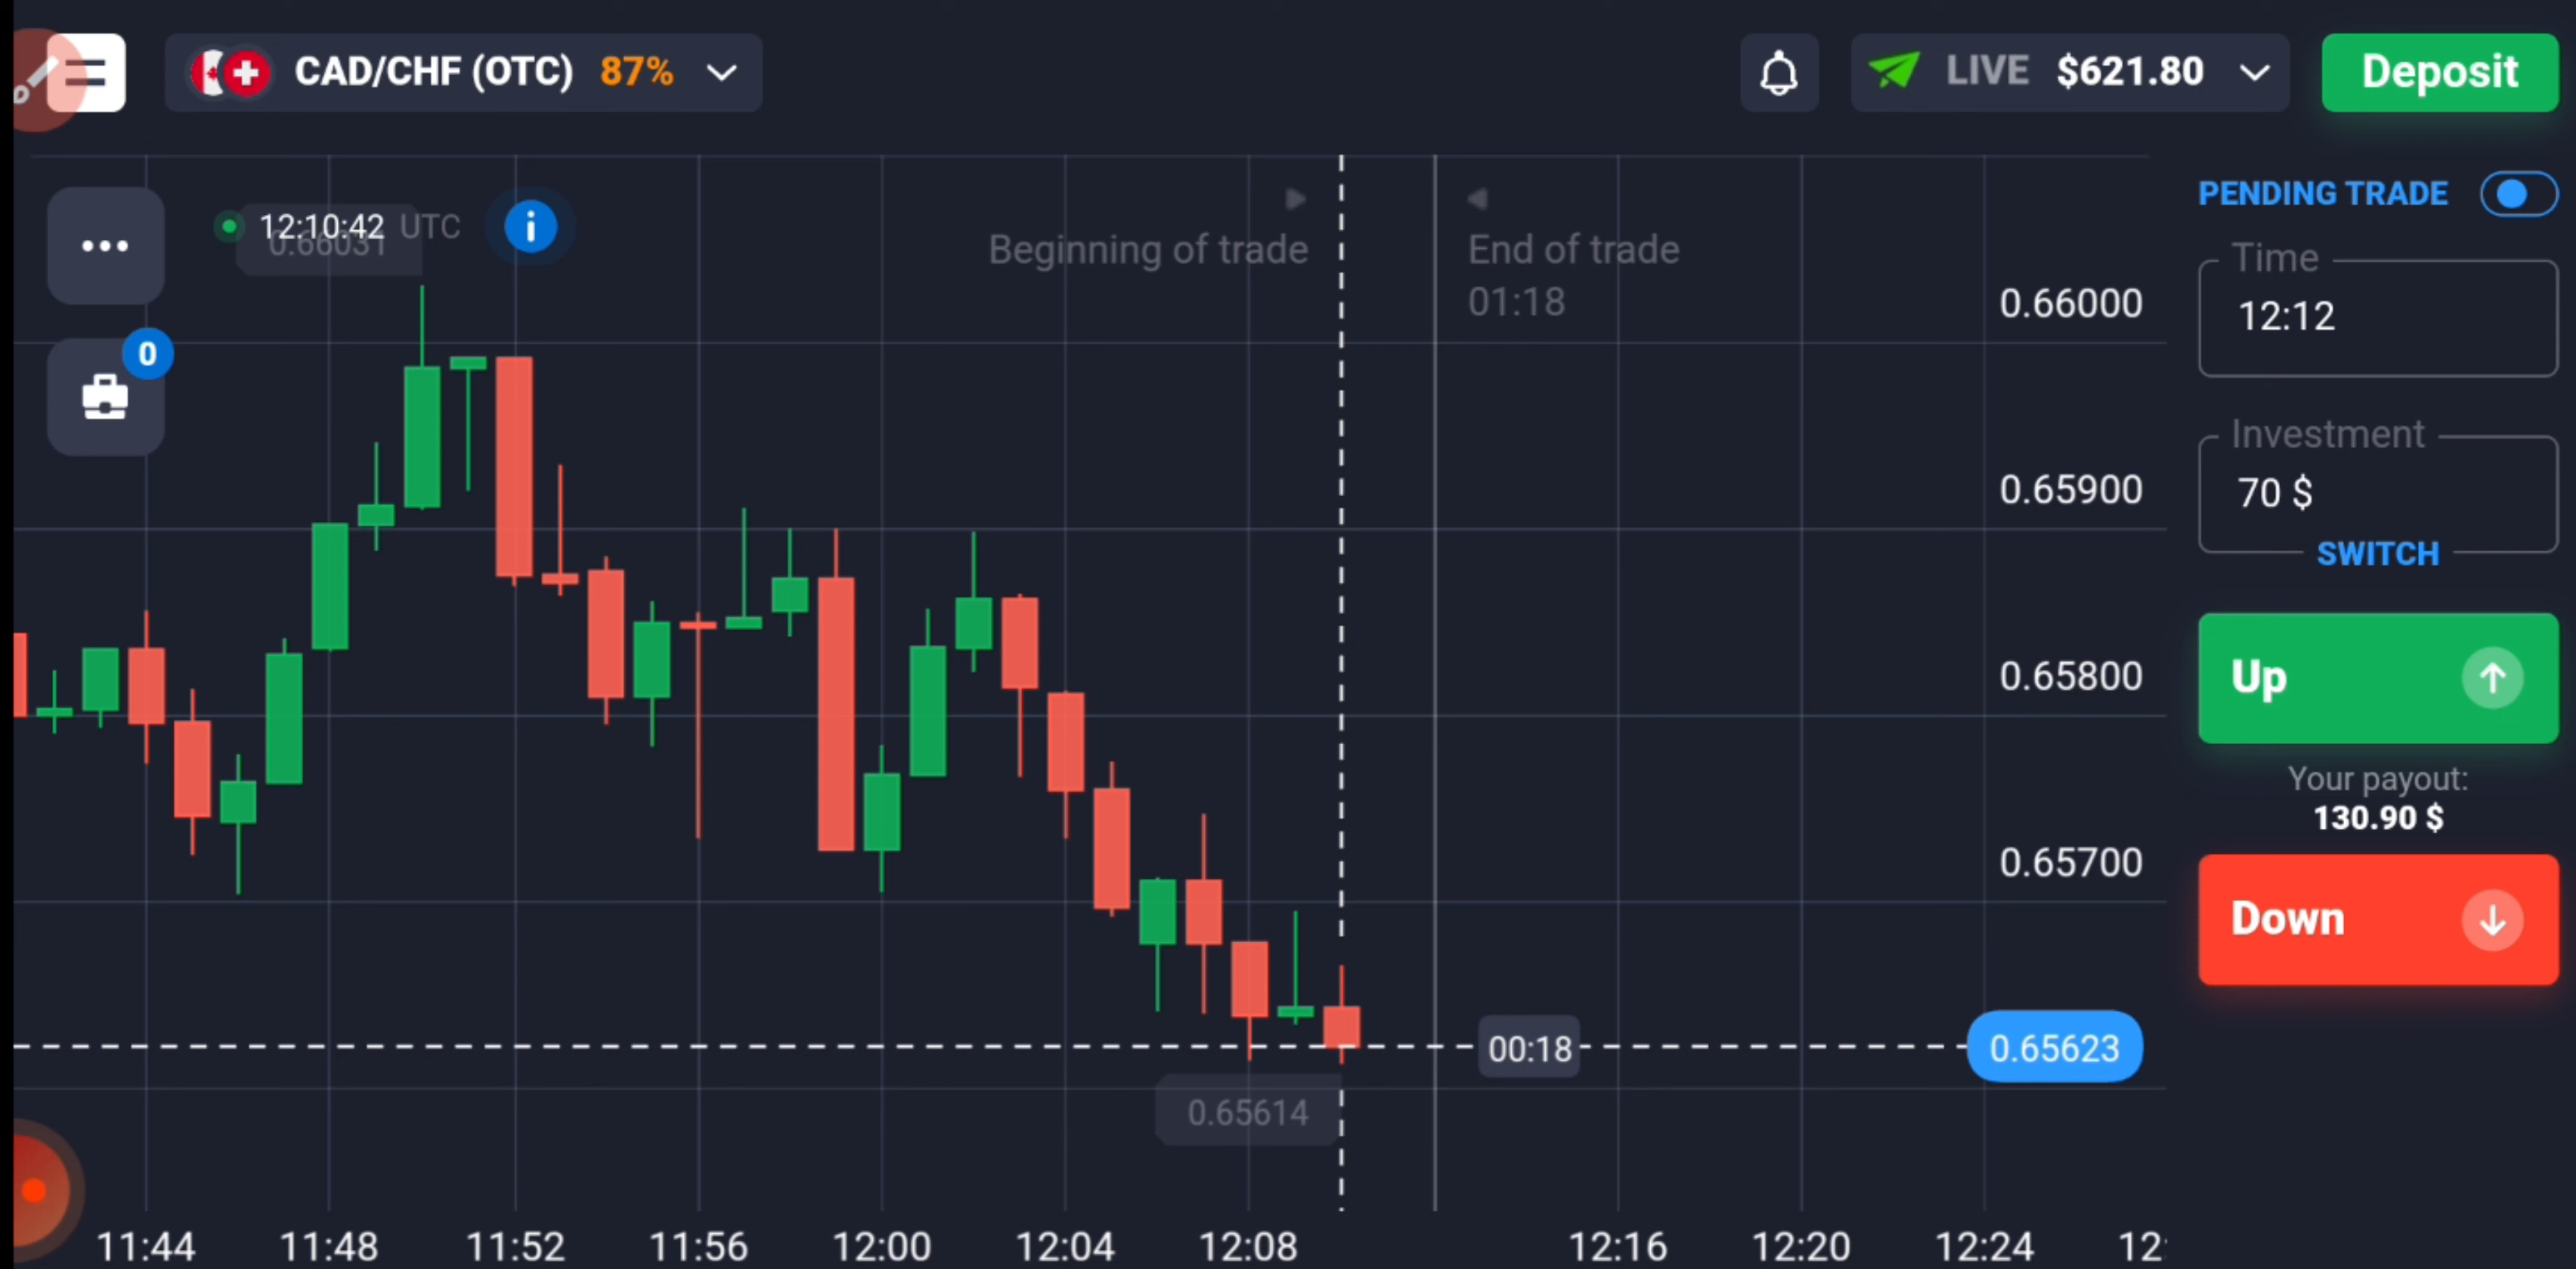 CAD/CHF (OTC) 87%
LIVE $621.80
Deposit
12:10:42 UTC
0.66031
Beginning of trade
End of trade
01:18
0.66000
0.65900
0.65800
0.65700
00:18
0.65623
0.65614
0
11:44 11:48 11:52 11:56 12:00 12:04 12:08 12:16 12:20 12:24 12:
PENDING TRADE
Time
12:12
Investment
70 $
SWITCH
Up
Your payout:
130.90 $
Down